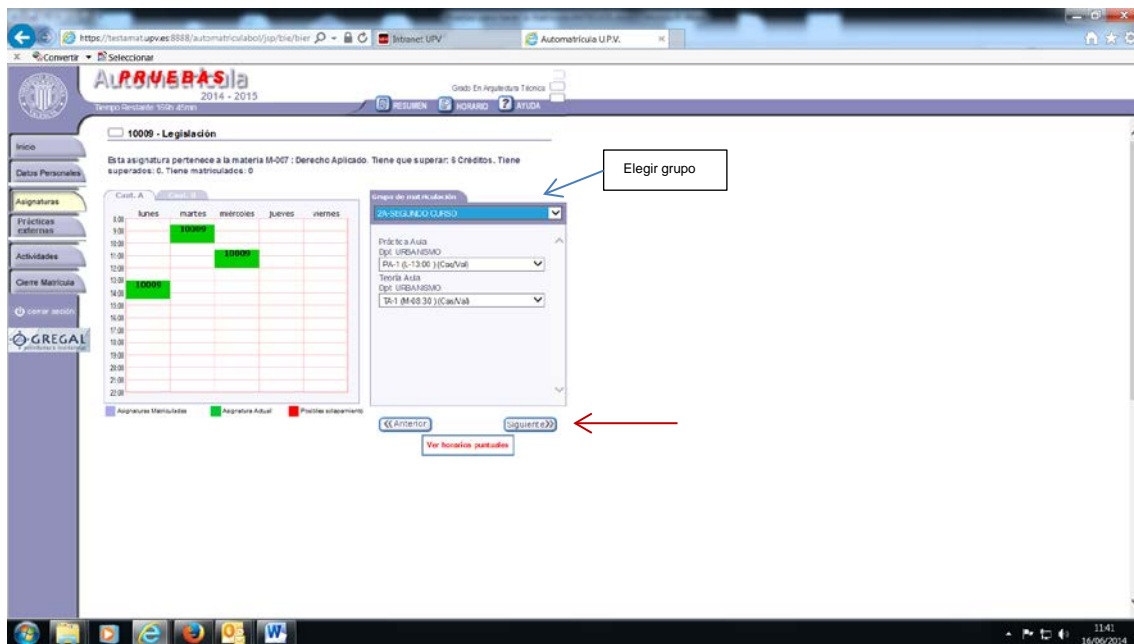 https://testamat.upv.es:8888/automatriculabol/jsp/bie/bier
Intranet UPV
Automatrícula U.P.V.
Convertir
Seleccionar
Automatrícula
PRUEBAS
2014 - 2015
Grado En Arquitectura Técnica
RESUMEN
HORARIO
AYUDA
10009 - Legislación
Inicio
Esta asignatura pertenece a la materia M-007 : Derecho Aplicado. Tiene que superar: 6 Créditos. Tiene
superados: 0. Tiene matriculados: 0
Elegir grupo
Datos Personales
Asignaturas
Prácticas
externas
Actividades
Cierre Matrícula
cerrar sesión
GREGAL
Cuat. A
Cuat. B
lunes martes miércoles jueves viernes
8:00
9:00
10:00
11:00
12:00
13:00
14:00
15:00
16:00
17:00
18:00
19:00
20:00
21:00
22:00
10009
10009
10009
Grupo de matriculación
2A-SEGUNDO CURSO
Práctica Aula
Dpt. URBANISMO
PA-1 (L-13:00 ) (Cas/Val)
Teoría Aula
Dpt. URBANISMO
TA-1 (M-08:30 ) (Cas/Val)
Asignaturas Matriculadas
Asignatura Actual
Posibles solapamiento
Anterior
Siguiente
Ver horarios puntuales
11:41
16/06/2014